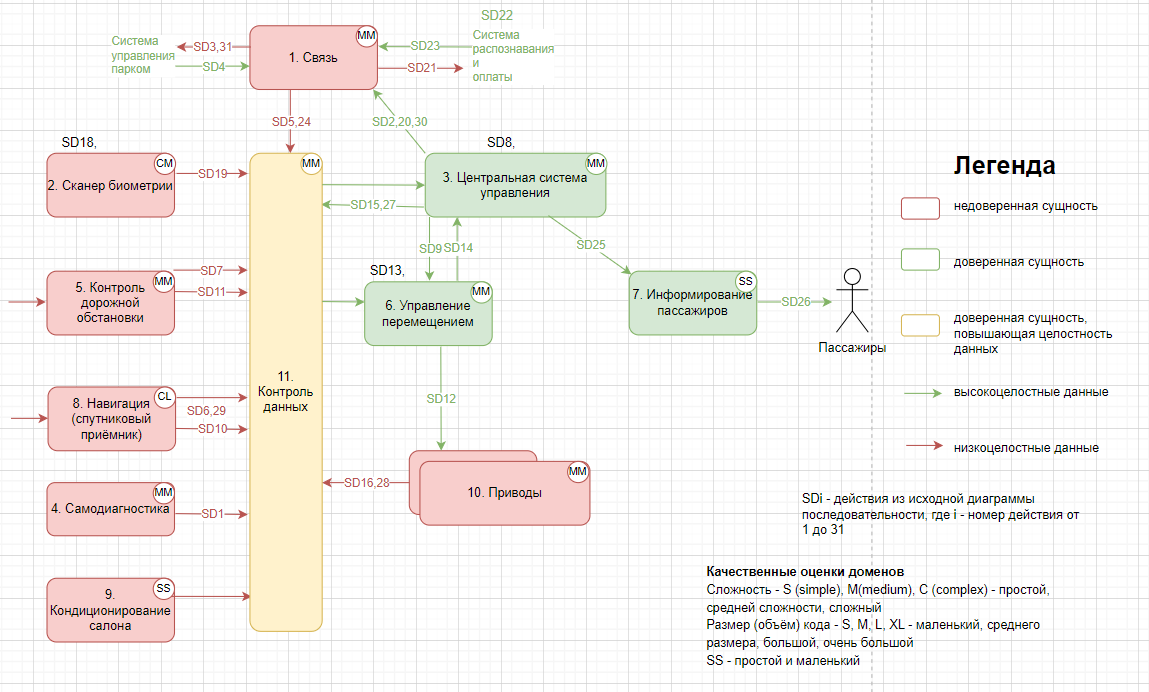 SD22
Система
управления
парком
SD3,31
SD4
MM
1. Связь
SD23
SD21
Система
распознавания
и
оплаты
SD5,24
SD2,20,30
SD18,
CM
2. Сканер биометрии
SD19
MM
SD8,
MM
3. Центральная система
управления
SD15,27
SD9
SD14
SD25
SD7
MM
5. Контроль
дорожной
обстановки
SD11
SD13,
MM
6. Управление
перемещением
SS
7. Информирование
пассажиров
SD26
Пассажиры
11.
Контроль
данных
CL
8. Навигация
(спутниковый
приёмник)
SD6,29
SD10
SD12
MM
10. Приводы
SD16,28
MM
4. Самодиагностика
SD1
SS
9.
Кондиционирование
салона
Легенда
недоверенная сущность
доверенная сущность
доверенная сущность,
повышающая целостность
данных
высокоцелостные данные
низкоцелостные данные
SDi - действия из исходной диаграммы
последовательности, где i - номер действия от
1 до 31
Качественные оценки доменов
Сложность - S (simple), M(medium), C (complex) - простой,
средней сложности, сложный
Размер (объём) кода - S, M, L, XL - маленький, среднего
размера, большой, очень большой
SS - простой и маленький